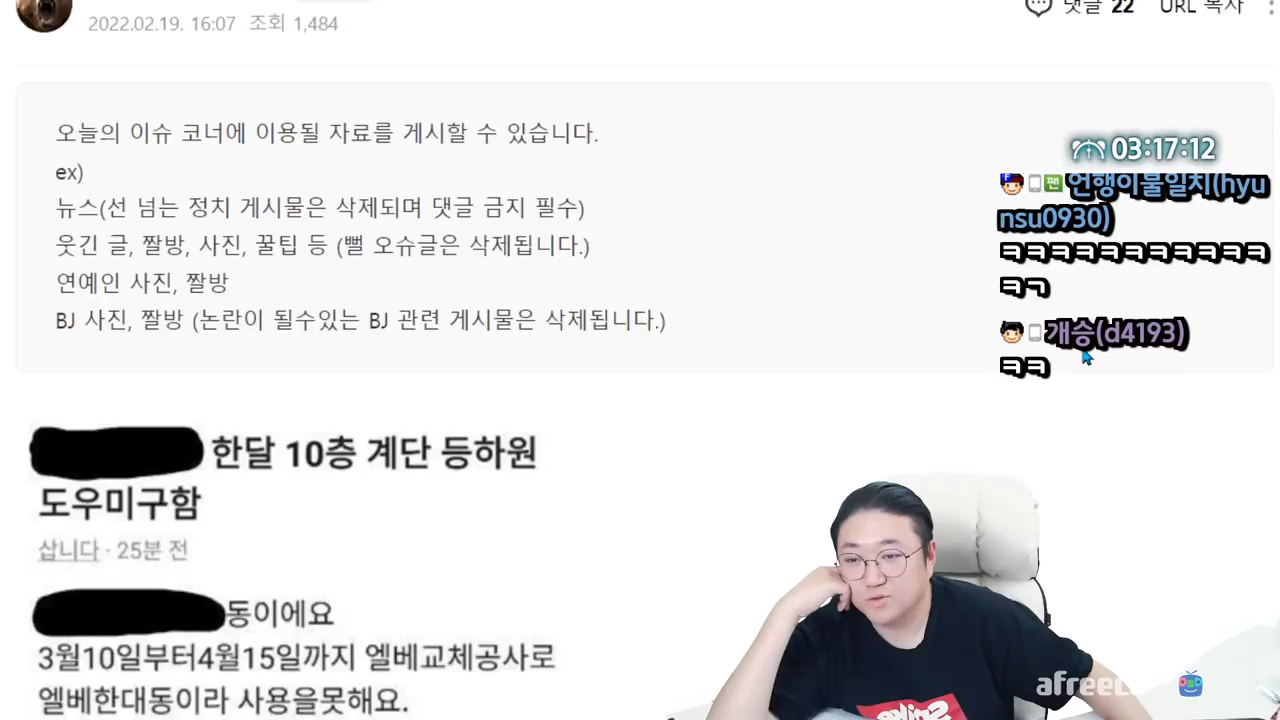 2022.02.19. 16:07 조회 1,484
댓글 22 URL 복사
오늘의 이슈 코너에 이용될 자료를 게시할 수 있습니다.
ex)
뉴스(선 넘는 정치 게시물은 삭제되며 댓글 금지 필수)
웃긴 글, 짤방, 사진, 꿀팁 등 (뻘 오슈글은 삭제됩니다.)
연예인 사진, 짤방
BJ 사진, 짤방 (논란이 될수있는 BJ 관련 게시물은 삭제됩니다.)
03:17:12
팬 언행이불일치(hyu
nsu0930)
ㅋㅋㅋㅋㅋㅋㅋㅋㅋㅋㅋ
ㅋㄱ
개승(d4193)
ㅋㅋ
한달 10층 계단 등하원
도우미구함
삽니다 · 25분 전
동이에요
3월10일부터4월15일까지 엘베교체공사로
엘베한대동이라 사용을못해요.